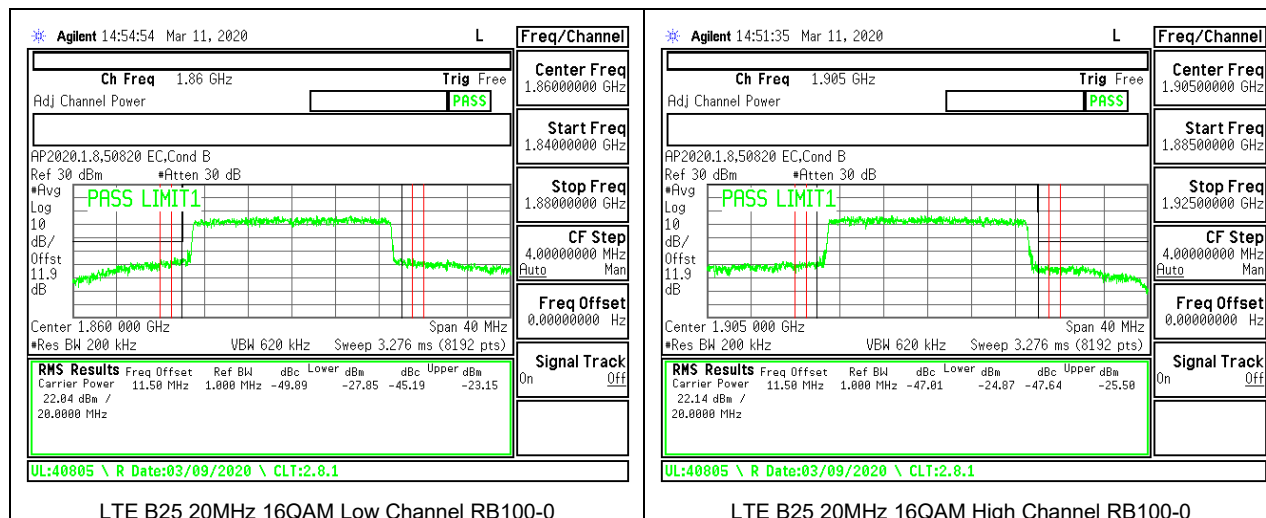 Agilent 14:54:54 Mar 11, 2020 L
Freq/Channel
Ch Freq 1.86 GHz Trig Free
Adj Channel Power PASS
AP2020.1.8,50820 EC,Cond B
Ref 30 dBm #Atten 30 dB
#Avg
Log
10
dB/
Offst
11.9
dB
PASS LIMIT1
Center 1.860 000 GHz Span 40 MHz
#Res BW 200 kHz VBW 620 kHz Sweep 3.276 ms (8192 pts)
RMS Results Freq Offset Ref BW dBc Lower dBm dBc Upper dBm
Carrier Power 11.50 MHz 1.000 MHz -49.89 -27.85 -45.19 -23.15
22.04 dBm /
20.0000 MHz
Center Freq
1.86000000 GHz
Start Freq
1.84000000 GHz
Stop Freq
1.88000000 GHz
CF Step
4.00000000 MHz
Auto Man
Freq Offset
0.00000000 Hz
Signal Track
On Off
UL:40805 \ R Date:03/09/2020 \ CLT:2.8.1
LTE B25 20MHz 16QAM Low Channel RB100-0
Agilent 14:51:35 Mar 11, 2020 L
Freq/Channel
Ch Freq 1.905 GHz Trig Free
Adj Channel Power PASS
AP2020.1.8,50820 EC,Cond B
Ref 30 dBm #Atten 30 dB
#Avg
Log
10
dB/
Offst
11.9
dB
PASS LIMIT1
Center 1.905 000 GHz Span 40 MHz
#Res BW 200 kHz VBW 620 kHz Sweep 3.276 ms (8192 pts)
RMS Results Freq Offset Ref BW dBc Lower dBm dBc Upper dBm
Carrier Power 11.50 MHz 1.000 MHz -47.01 -24.87 -47.64 -25.50
22.14 dBm /
20.0000 MHz
Center Freq
1.90500000 GHz
Start Freq
1.88500000 GHz
Stop Freq
1.92500000 GHz
CF Step
4.00000000 MHz
Auto Man
Freq Offset
0.00000000 Hz
Signal Track
On Off
UL:40805 \ R Date:03/09/2020 \ CLT:2.8.1
LTE B25 20MHz 16QAM High Channel RB100-0